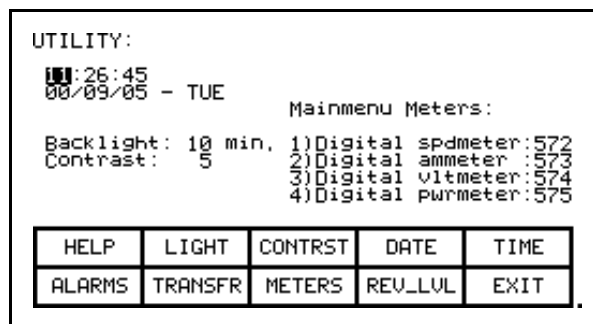 UTILITY:
11:26:45
00/09/05 - TUE
Mainmenu Meters:
Backlight: 10 min. 1)Digital spdmeter:572
Contrast: 5 2)Digital ammeter :573
3)Digital vltmeter:574
4)Digital pwrmeter:575
HELP LIGHT CONTRST DATE TIME
ALARMS TRANSFR METERS REV_LVL EXIT